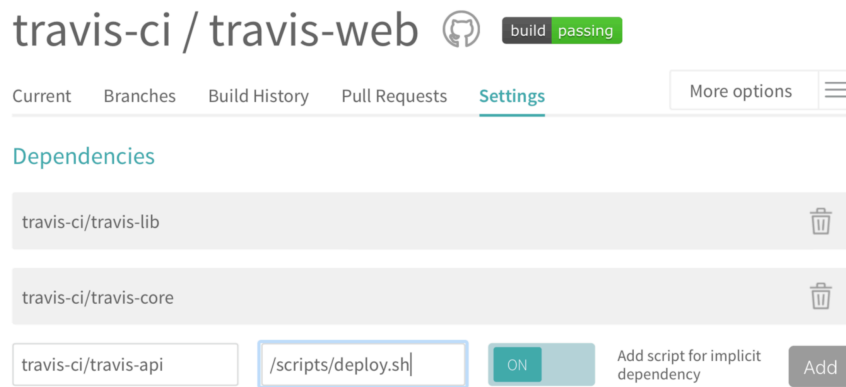 travis-ci / travis-web build passing
Current Branches Build History Pull Requests Settings More options
Dependencies
travis-ci/travis-lib
travis-ci/travis-core
travis-ci/travis-api /scripts/deploy.sh ON Add script for implicit
dependency
Add